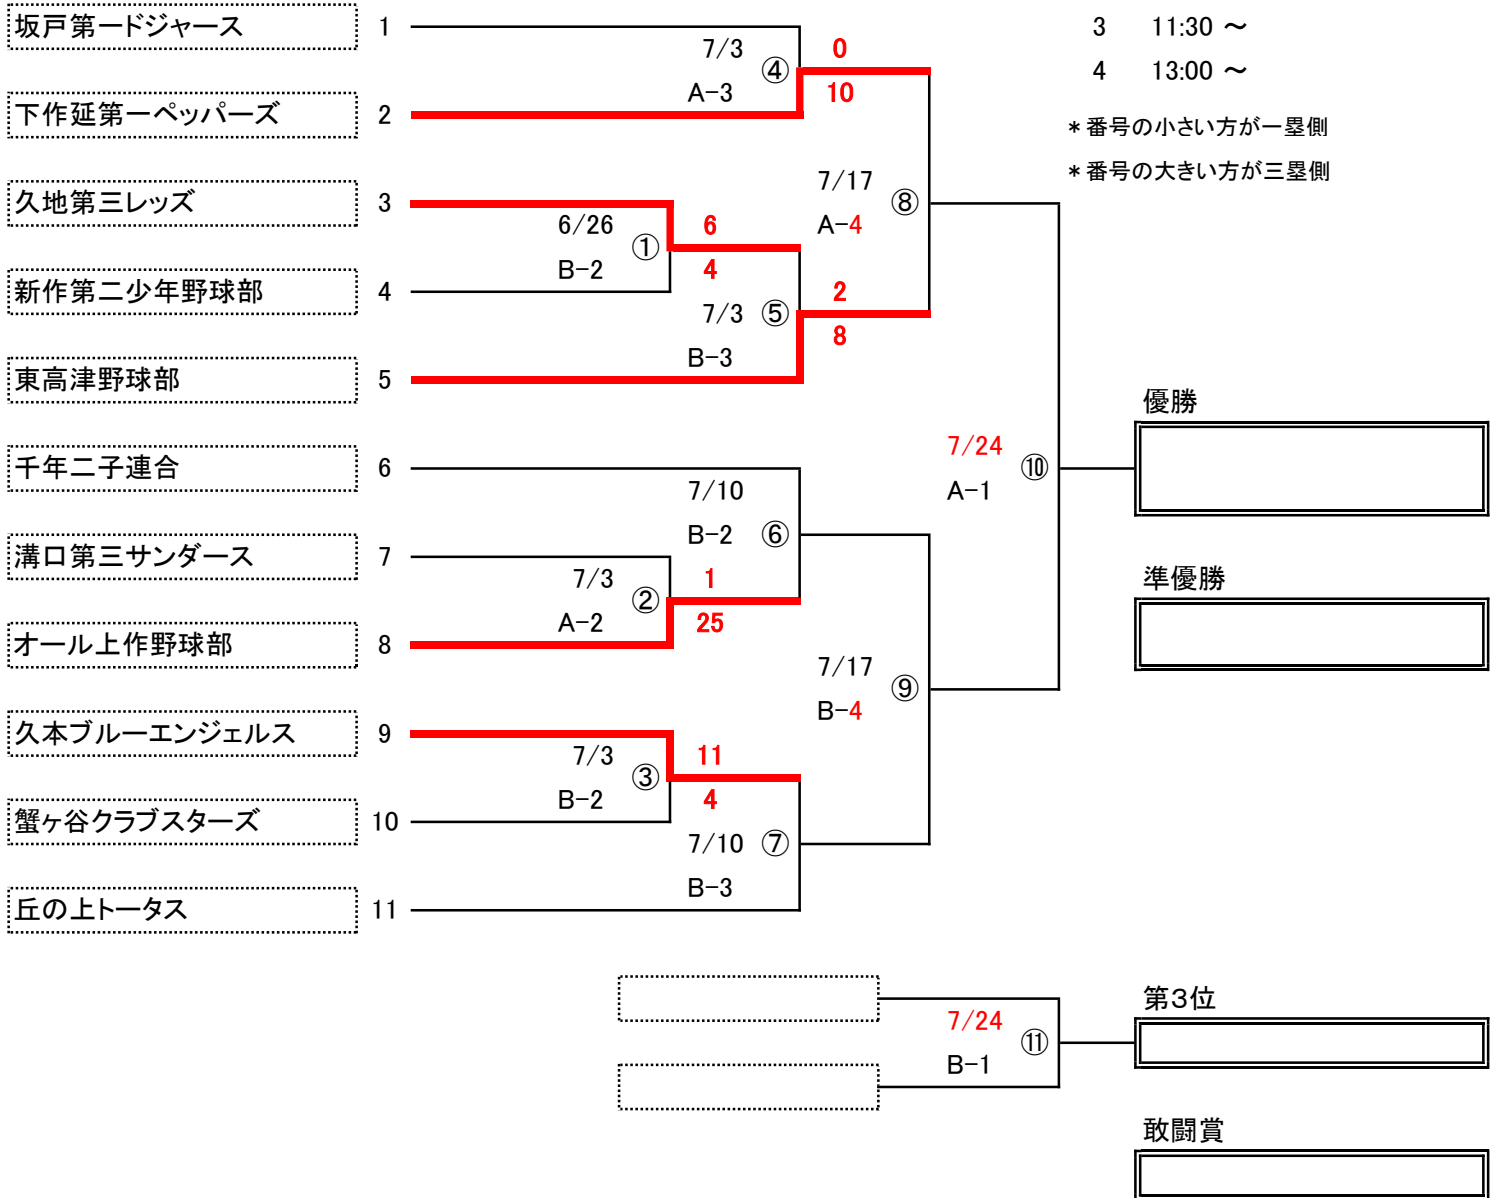 坂戸第一ドジャース 1
3 11:30 ～
7/3 ④ 0
4 13:00 ～
A-3 10
下作延第一ペッパーズ 2
＊番号の小さい方が一塁側
＊番号の大きい方が三塁側
7/17 ⑧
A-4
久地第三レッズ 3
6/26 ① 6
B-2 4
新作第二少年野球部 4
7/3 ⑤ 2
B-3 8
東高津野球部 5
優勝
7/24 ⑩
A-1
千年二子連合 6
7/10
B-2 ⑥
溝口第三サンダース 7
7/3 ② 1
A-2 25
準優勝
オール上作野球部 8
7/17 ⑨
B-4
久本ブルーエンジェルス 9
7/3 ③ 11
B-2 4
蟹ヶ谷クラブスターズ 10
7/10 ⑦
B-3
丘の上トータス 11
第3位
7/24 ⑪
B-1
敢闘賞